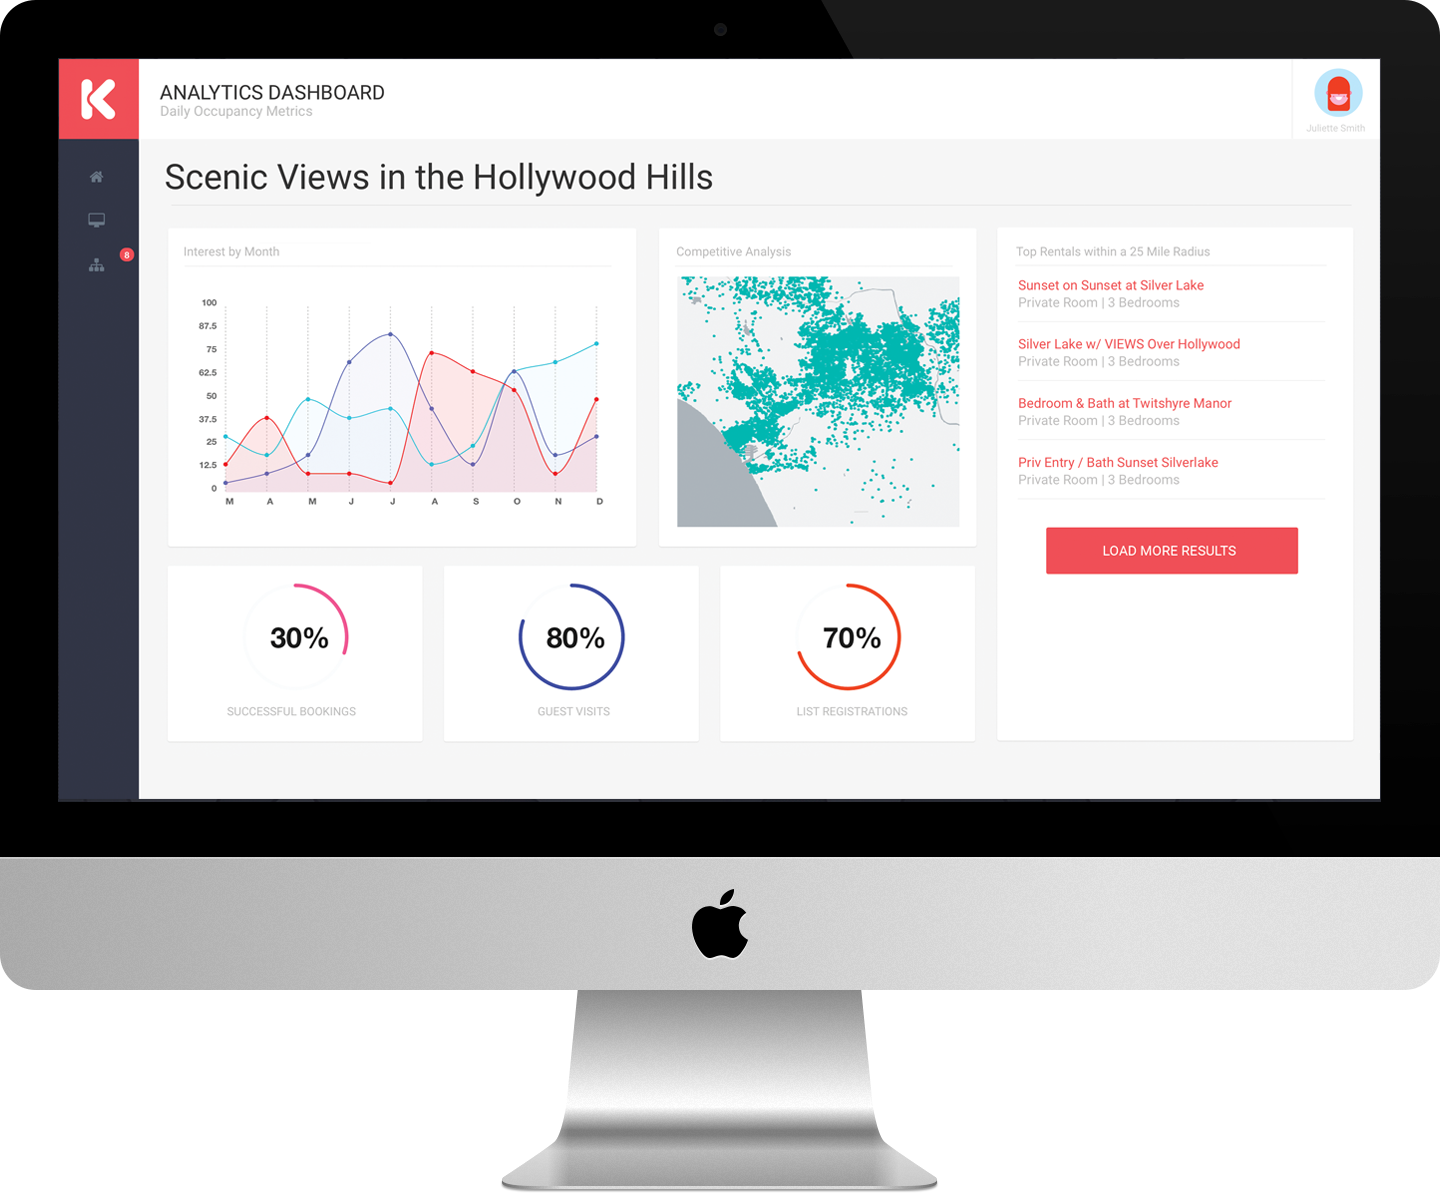 K
ANALYTICS DASHBOARD
Daily Occupancy Metrics
Juliette Smith
8
Scenic Views in the Hollywood Hills
Interest by Month
100
87.5
75
62.5
50
37.5
25
12.5
0
M A M J J A S O N D
Competitive Analysis
Top Rentals within a 25 Mile Radius
Sunset on Sunset at Silver Lake
Private Room | 3 Bedrooms
Silver Lake w/ VIEWS Over Hollywood
Private Room | 3 Bedrooms
Bedroom & Bath at Twitshyre Manor
Private Room | 3 Bedrooms
Priv Entry / Bath Sunset Silverlake
Private Room | 3 Bedrooms
LOAD MORE RESULTS
30%
SUCCESSFUL BOOKINGS
80%
GUEST VISITS
70%
LIST REGISTRATIONS